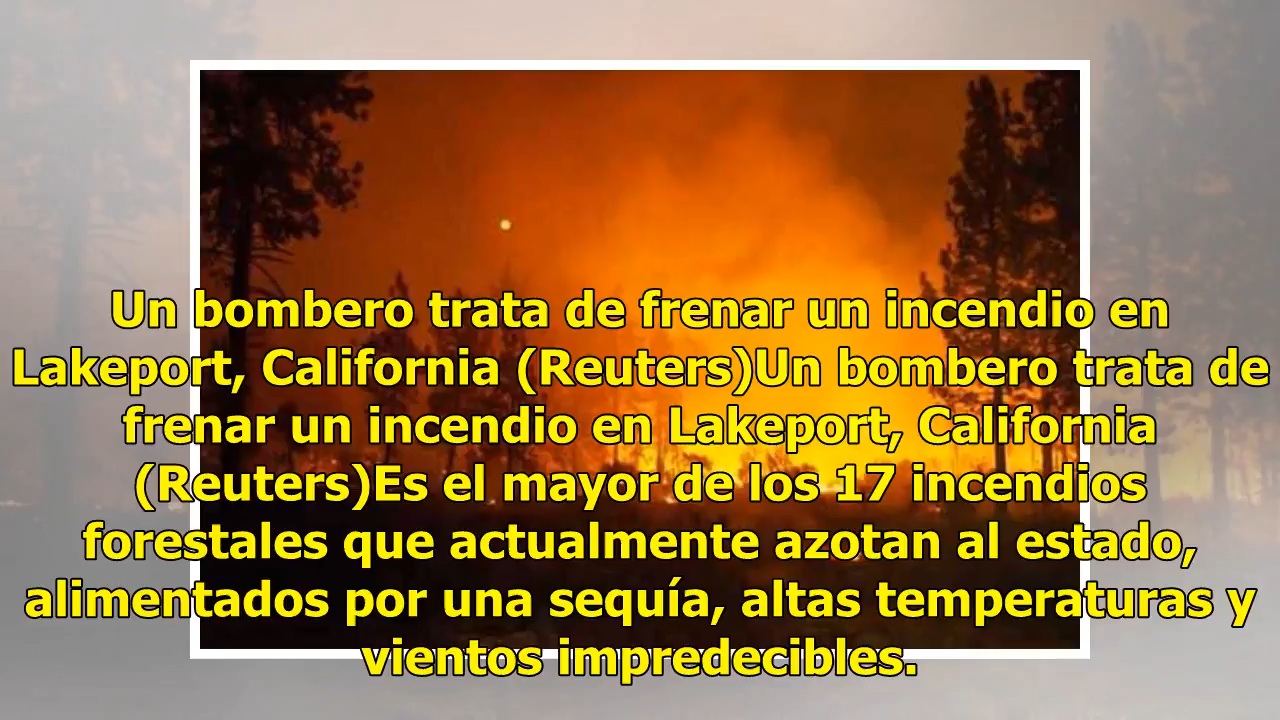 Un bombero trata de frenar un incendio en
Lakeport, California (Reuters)Un bombero trata de
frenar un incendio en Lakeport, California
(Reuters)Es el mayor de los 17 incendios
forestales que actualmente azotan al estado,
alimentados por una sequía, altas temperaturas y
vientos impredecibles.